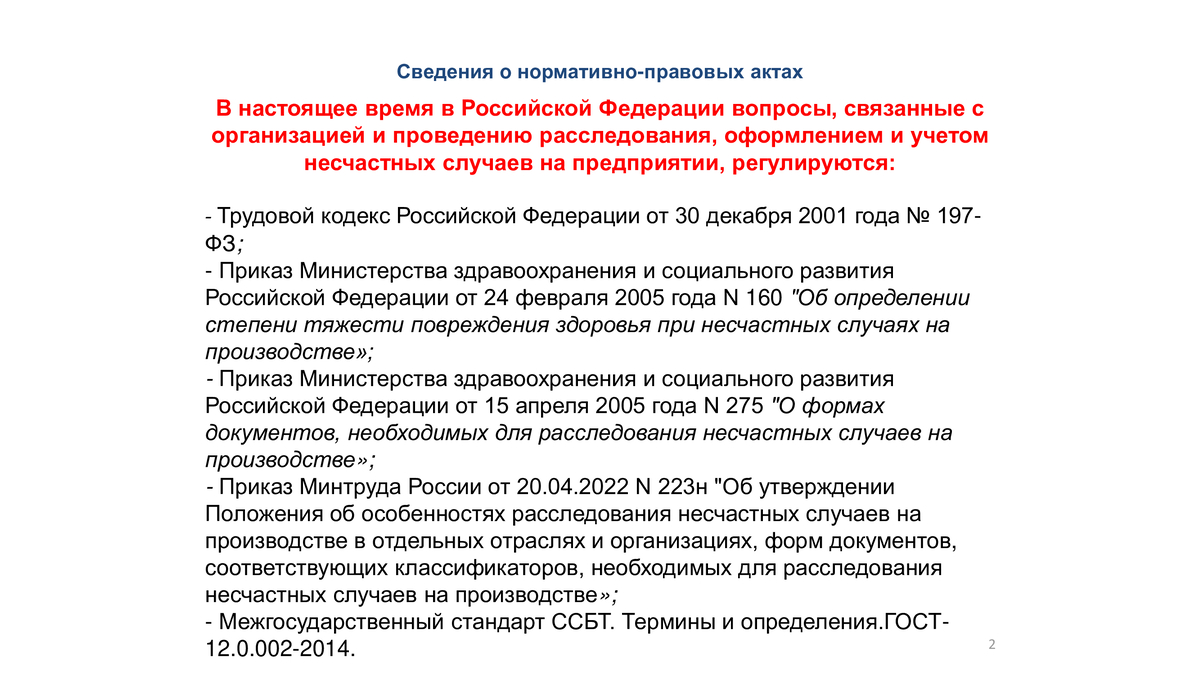 Сведения о нормативно-правовых актах
В настоящее время в Российской Федерации вопросы, связанные с
организацией и проведению расследования, оформлением и учетом
несчастных случаев на предприятии, регулируются:
- Трудовой кодекс Российской Федерации от 30 декабря 2001 года № 197-
ФЗ;
- Приказ Министерства здравоохранения и социального развития
Российской Федерации от 24 февраля 2005 года N 160 "Об определении
степени тяжести повреждения здоровья при несчастных случаях на
производстве»;
- Приказ Министерства здравоохранения и социального развития
Российской Федерации от 15 апреля 2005 года N 275 "О формах
документов, необходимых для расследования несчастных случаев на
производстве»;
- Приказ Минтруда России от 20.04.2022 N 223н "Об утверждении
Положения об особенностях расследования несчастных случаев на
производстве в отдельных отраслях и организациях, форм документов,
соответствующих классификаторов, необходимых для расследования
несчастных случаев на производстве»;
- Межгосударственный стандарт ССБТ. Термины и определения.ГОСТ-
12.0.002-2014.
2